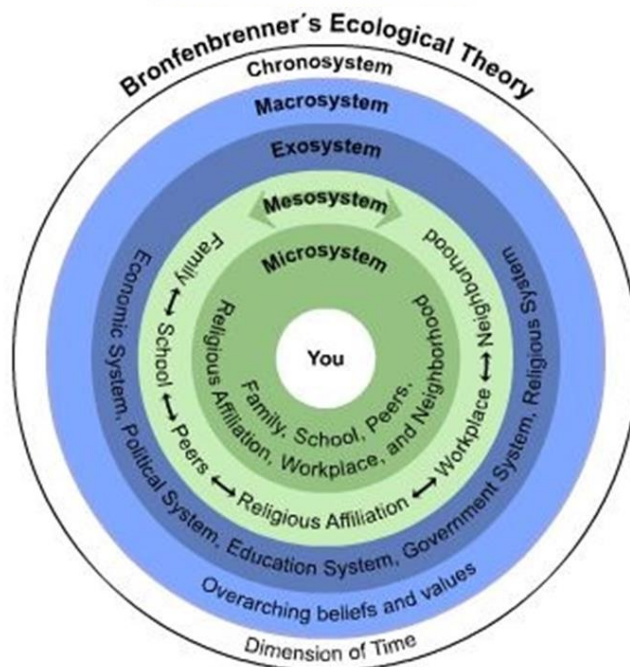 Bronfenbrenner´s Ecological Theory
Chronosystem
Macrosystem
Exosystem
Mesosystem
Microsystem
You
Family, School, Peers,
Religious Affiliation, Workplace, and Neighborhood
Family ↔ School ↔ Peers ↔ Religious Affiliation ↔ Workplace ↔ Neighborhood
Economic System, Political System, Education System, Government System, Religious System
Overarching beliefs and values
Dimension of Time